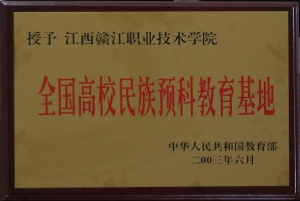 授予 江西赣江职业技术学院
全国高校民族预科教育基地
中华人民共和国教育部
二00三年六月